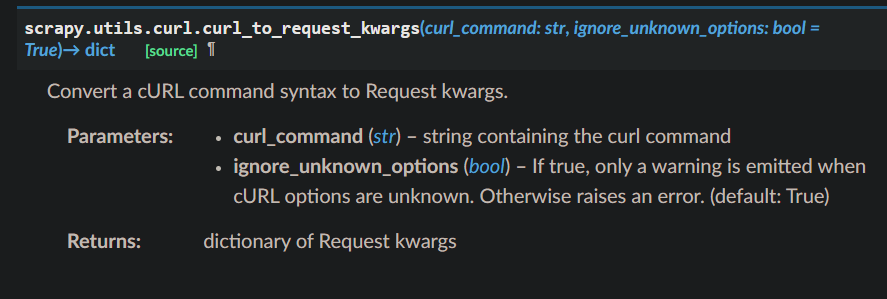 scrapy.utils.curl.curl_to_request_kwargs(curl_command: str, ignore_unknown_options: bool =
True)→ dict [source] ¶
Convert a cURL command syntax to Request kwargs.
Parameters: • curl_command (str) – string containing the curl command
• ignore_unknown_options (bool) – If true, only a warning is emitted when
cURL options are unknown. Otherwise raises an error. (default: True)
Returns: dictionary of Request kwargs